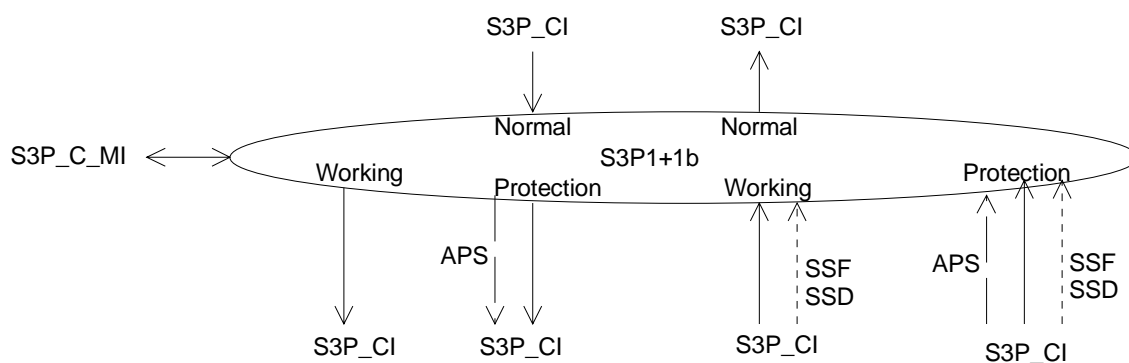 S3P_CI
S3P_CI
Normal
Normal
S3P_C_MI
S3P1+1b
Working
Protection
Working
Protection
APS
SSF
SSD
APS
SSF
SSD
S3P_CI
S3P_CI
S3P_CI
S3P_CI